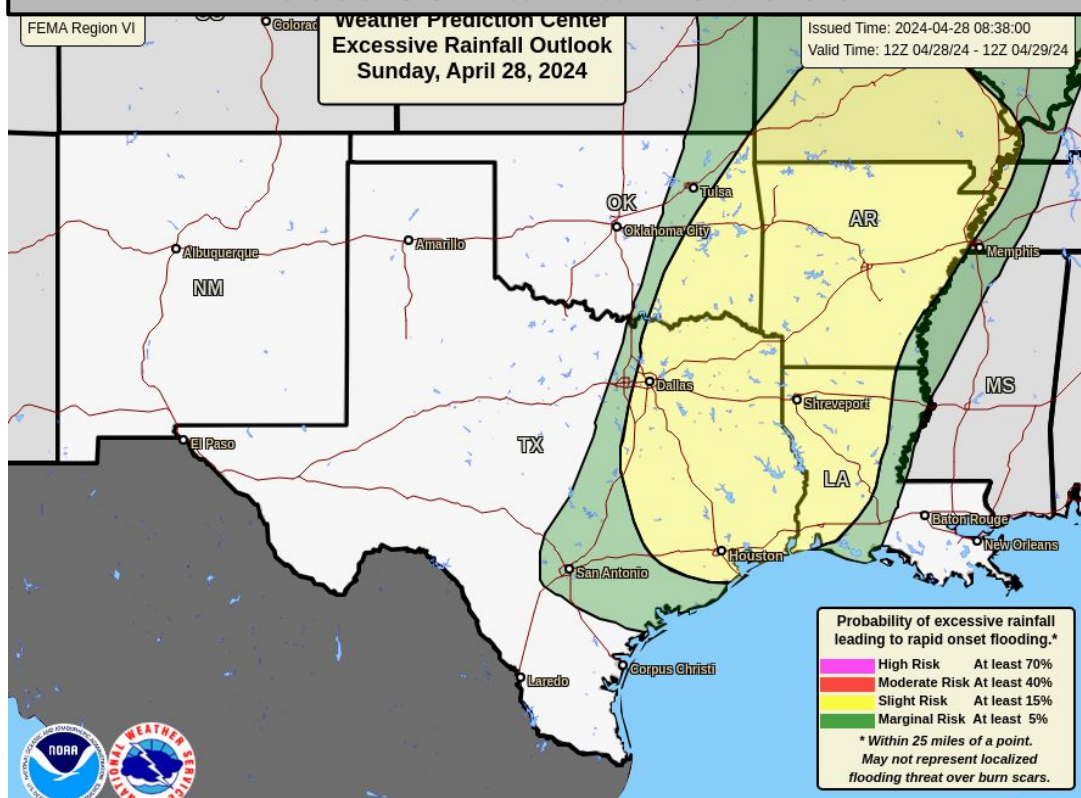 FEMA Region VI
Weather Prediction Center
Excessive Rainfall Outlook
Sunday, April 28, 2024
Issued Time: 2024-04-28 08:38:00
Valid Time: 12Z 04/28/24 - 12Z 04/29/24
Tulsa
OK
Oklahoma City
AR
Albuquerque
Amarillo
Memphis
NM
Dallas
MS
Shreveport
El Paso
TX
LA
Baton Rouge
New Orleans
Houston
San Antonio
Corpus Christi
Laredo
Probability of excessive rainfall
leading to rapid onset flooding.*
High Risk At least 70%
Moderate Risk At least 40%
Slight Risk At least 15%
Marginal Risk At least 5%
* Within 25 miles of a point.
May not represent localized
flooding threat over burn scars.
NOAA
NATIONAL WEATHER SERVICE